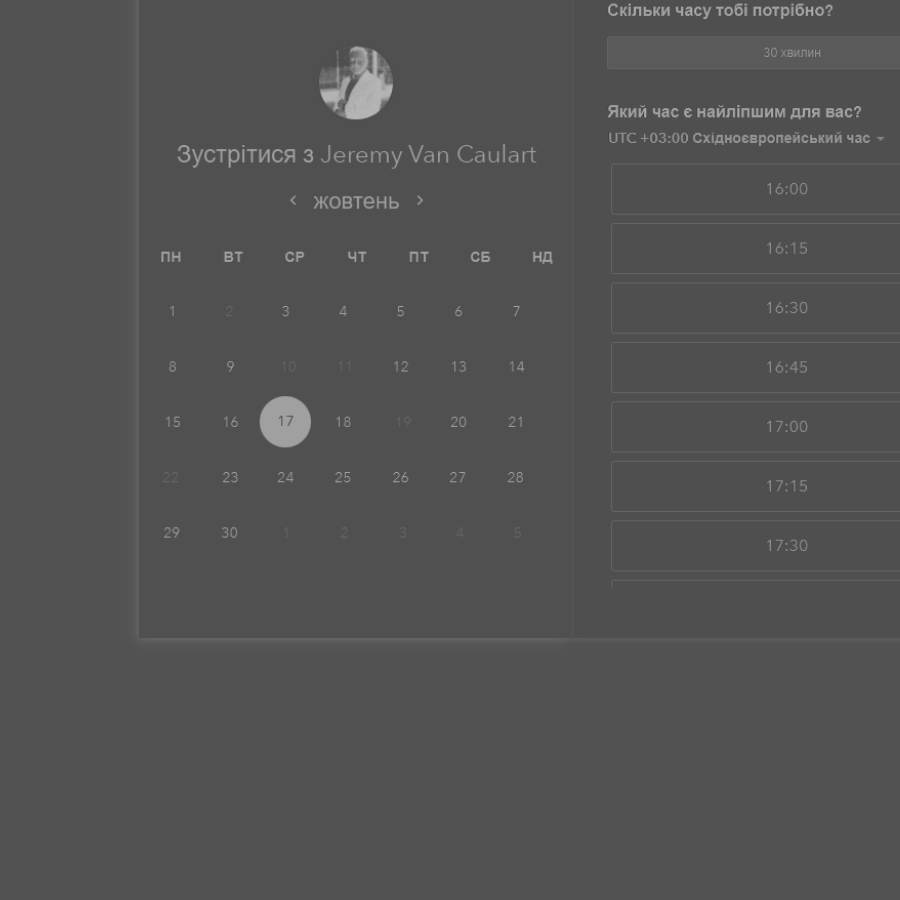 Зустрітися з Jeremy Van Caulart
жовтень
ПН ВТ СР ЧТ ПТ СБ НД
1 2 3 4 5 6 7
8 9 10 11 12 13 14
15 16 17 18 19 20 21
22 23 24 25 26 27 28
29 30 1 2 3 4 5
Скільки часу тобі потрібно?
30 хвилин
Який час є найліпшим для вас?
UTC +03:00 Східноєвропейський час
16:00
16:15
16:30
16:45
17:00
17:15
17:30